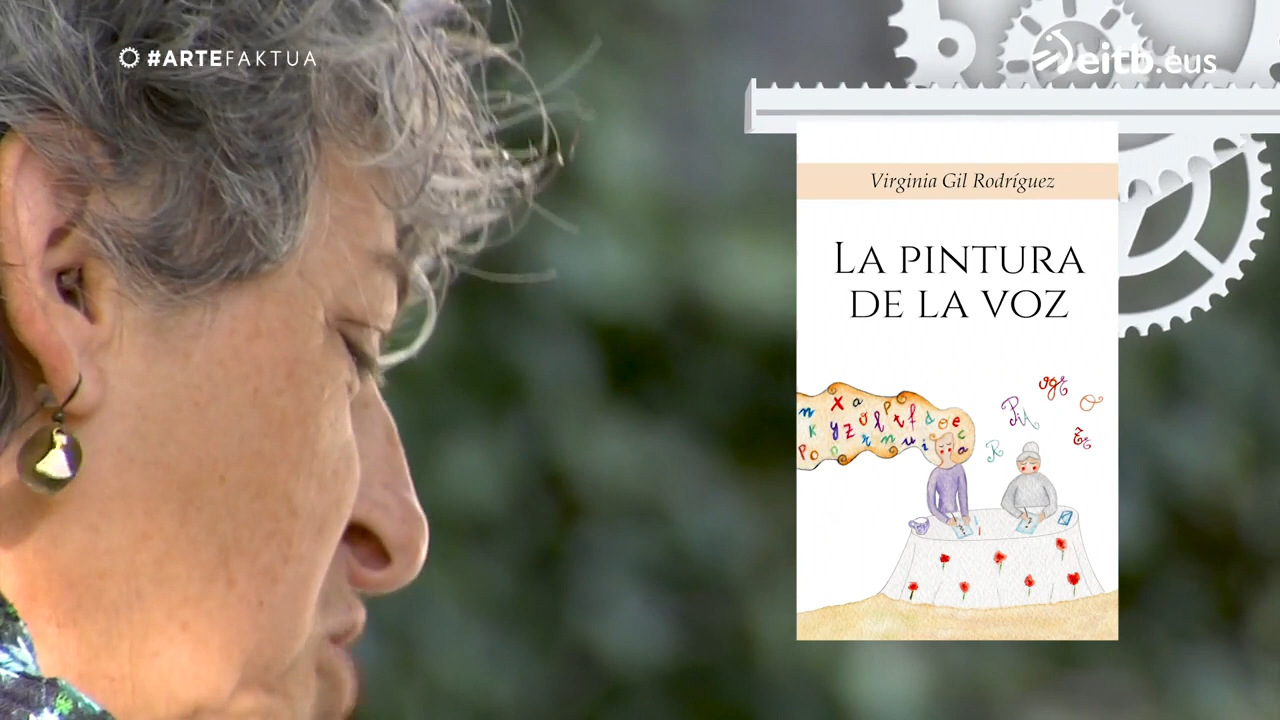 #ARTEFAKTUA
eitb.eus
Virginia Gil Rodríguez
LA PINTURA
DE LA VOZ